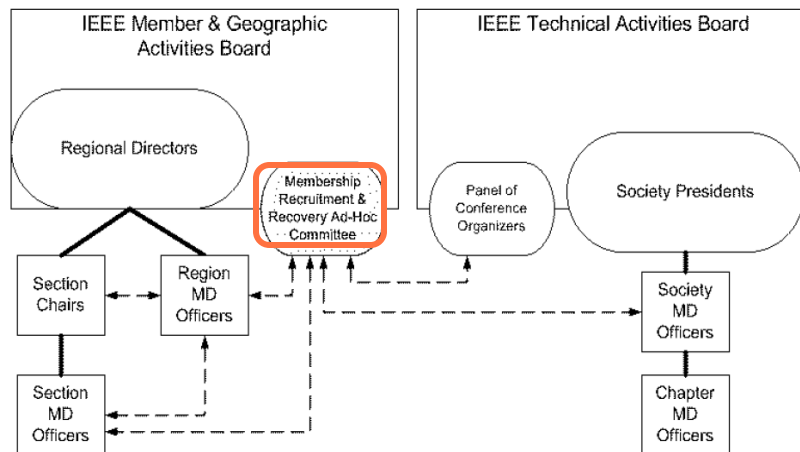 IEEE Member & Geographic
Activities Board
IEEE Technical Activities Board
Regional Directors
Membership
Recruitment &
Recovery Ad-Hoc
Committee
Panel of
Conference
Organizers
Society Presidents
Section
Chairs
Region
MD
Officers
Society
MD
Officers
Section
MD
Officers
Chapter
MD
Officers